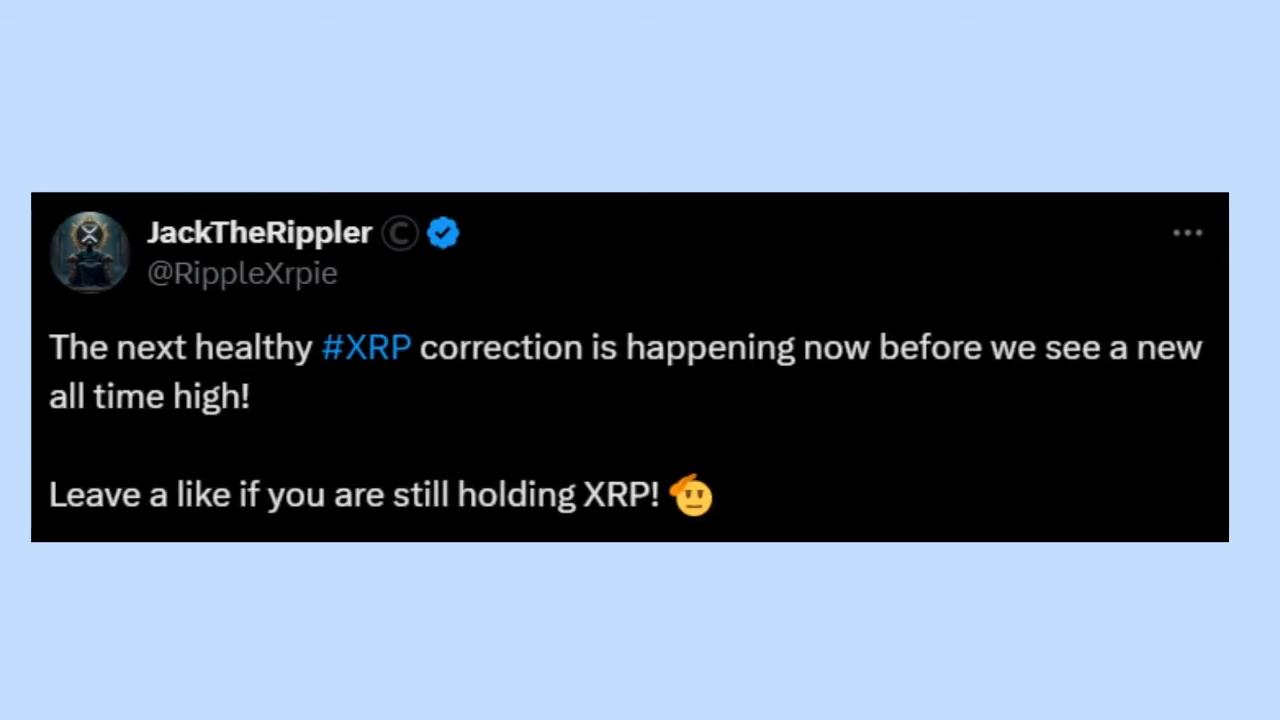 JackTheRippler ©
@RippleXrpie
The next healthy #XRP correction is happening now before we see a new
all time high!
Leave a like if you are still holding XRP! 🫡